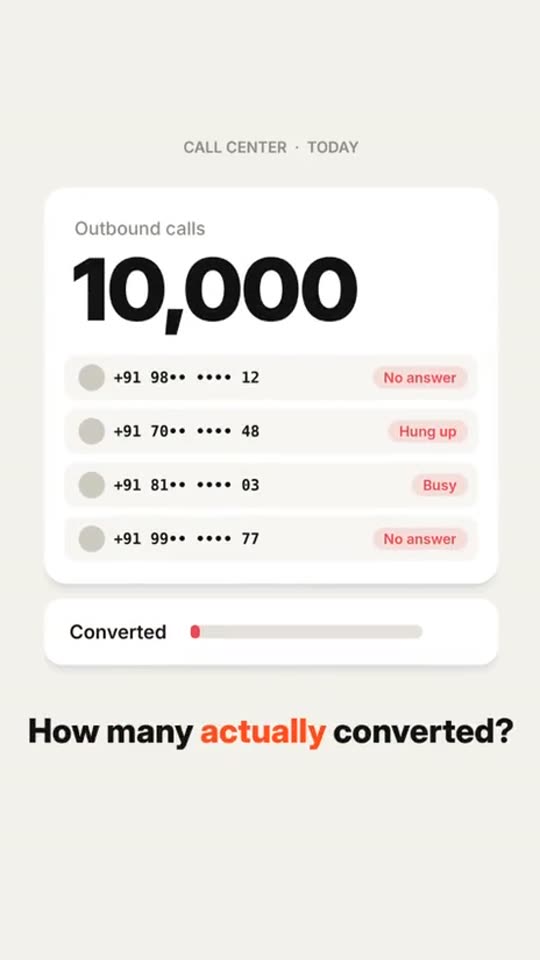 CALL CENTER · TODAY
Outbound calls
10,000
+91 98•• •••• 12 No answer
+91 70•• •••• 48 Hung up
+91 81•• •••• 03 Busy
+91 99•• •••• 77 No answer
Converted
How many actually converted?